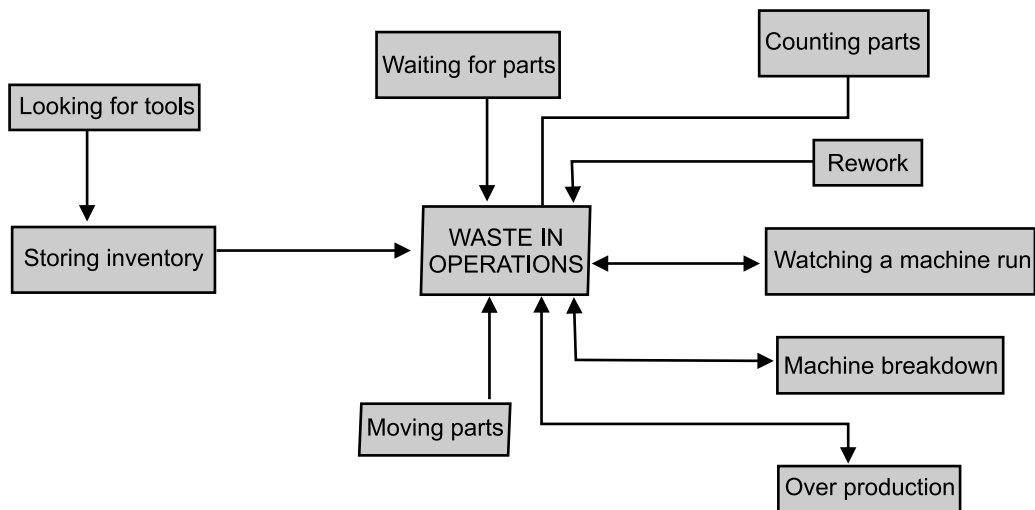 Counting parts
Waiting for parts
Looking for tools
Rework
WASTE IN
OPERATIONS
Storing inventory
Watching a machine run
Machine breakdown
Moving parts
Over production